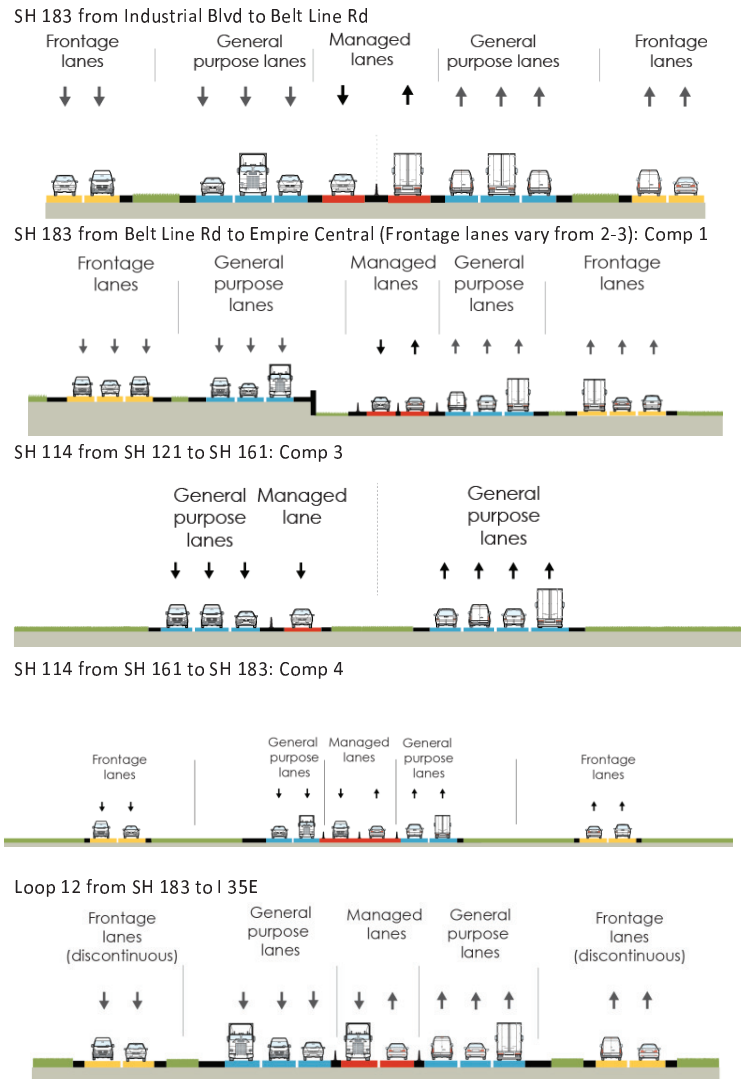 SH 183 from Industrial Blvd to Belt Line Rd
Frontage lanes
General purpose lanes
Managed lanes
General purpose lanes
Frontage lanes
SH 183 from Belt Line Rd to Empire Central (Frontage lanes vary from 2-3): Comp 1
Frontage lanes
General purpose lanes
Managed lanes
General purpose lanes
Frontage lanes
SH 114 from SH 121 to SH 161: Comp 3
General purpose lanes
Managed lane
General purpose lanes
SH 114 from SH 161 to SH 183: Comp 4
Frontage lanes
General purpose lanes
Managed lanes
General purpose lanes
Frontage lanes
Loop 12 from SH 183 to I 35E
Frontage lanes (discontinuous)
General purpose lanes
Managed lanes
General purpose lanes
Frontage lanes (discontinuous)